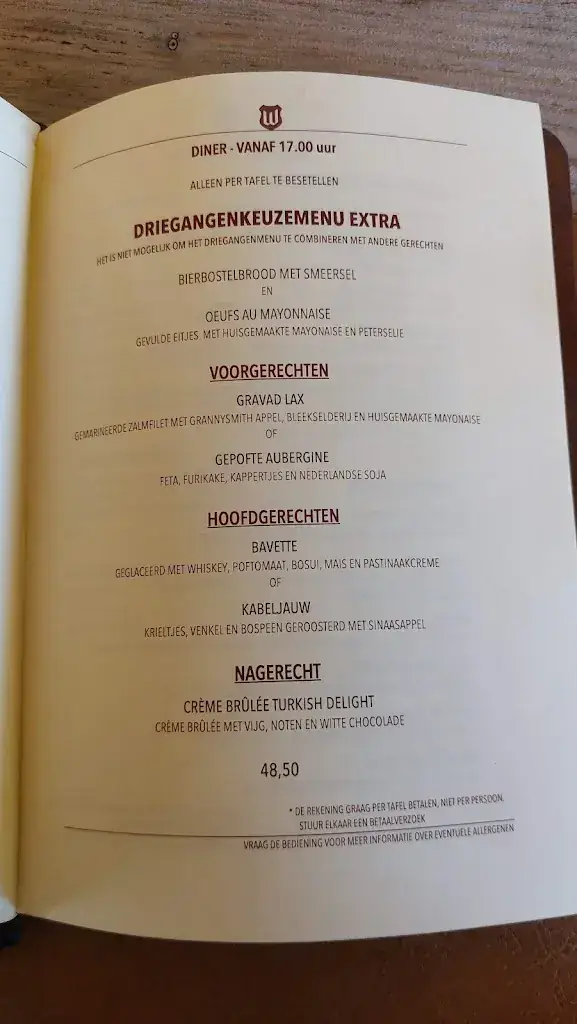 W
DINER - VANAF 17.00 uur
ALLEEN PER TAFEL TE BESETELLEN
DRIEGANGENKEUZEMENU EXTRA
HET IS NIET MOGELIJK OM HET DRIEGANGENMENU TE COMBINEREN MET ANDERE GERECHTEN
BIERBOSTELBROOD MET SMEERSEL
EN
OEUFS AU MAYONNAISE
GEVULDE EITJES MET HUISGEMAAKTE MAYONAISE EN PETERSELIE
VOORGERECHTEN
GRAVAD LAX
GEMARINEERDE ZALMFILET MET GRANNYSMITH APPEL, BLEEKSELDERIJ EN HUISGEMAAKTE MAYONAISE
OF
GEPOFTE AUBERGINE
FETA, FURIKAKE, KAPPERTJES EN NEDERLANDSE SOJA
HOOFDGERECHTEN
BAVETTE
GEGLACEERD MET WHISKEY, POFTOMAAT, BOSUI, MAIS EN PASTINAAKCREME
OF
KABELJAUW
KRIELTJES, VENKEL EN BOSPEEN GEROOSTERD MET SINAASAPPEL
NAGERECHT
CRÈME BRÛLÉE TURKISH DELIGHT
CRÈME BRÛLÉE MET VIJG, NOTEN EN WITTE CHOCOLADE
48,50
* DE REKENING GRAAG PER TAFEL BETALEN, NIET PER PERSOON.
STUUR ELKAAR EEN BETAALVERZOEK
VRAAG DE BEDIENING VOOR MEER INFORMATIE OVER EVENTUELE ALLERGENEN